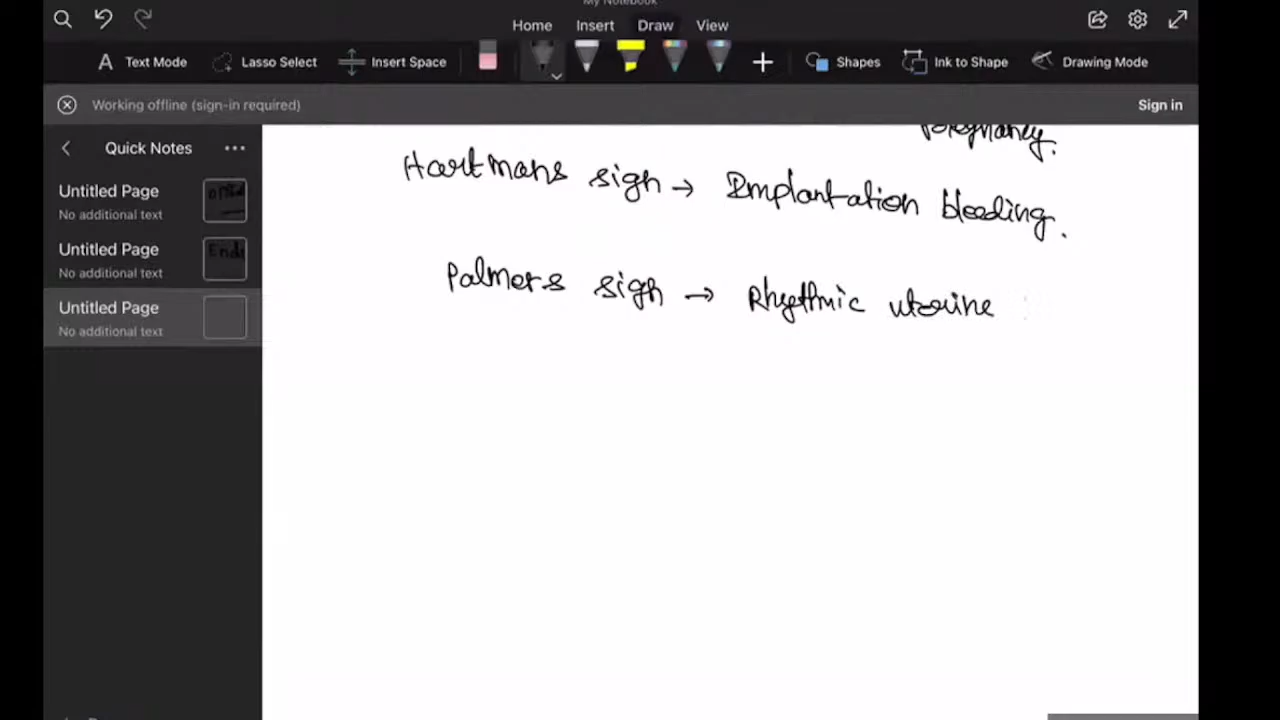 My Notebook
Home Insert Draw View
Text Mode Lasso Select Insert Space Shapes Ink to Shape Drawing Mode
Working offline (sign-in required) Sign in
Quick Notes
Untitled Page
No additional text
Untitled Page
No additional text
Untitled Page
No additional text
pregnancy.
Hartmans sign → Implantation bleeding.
Palmers sign → Rhythmic uterine